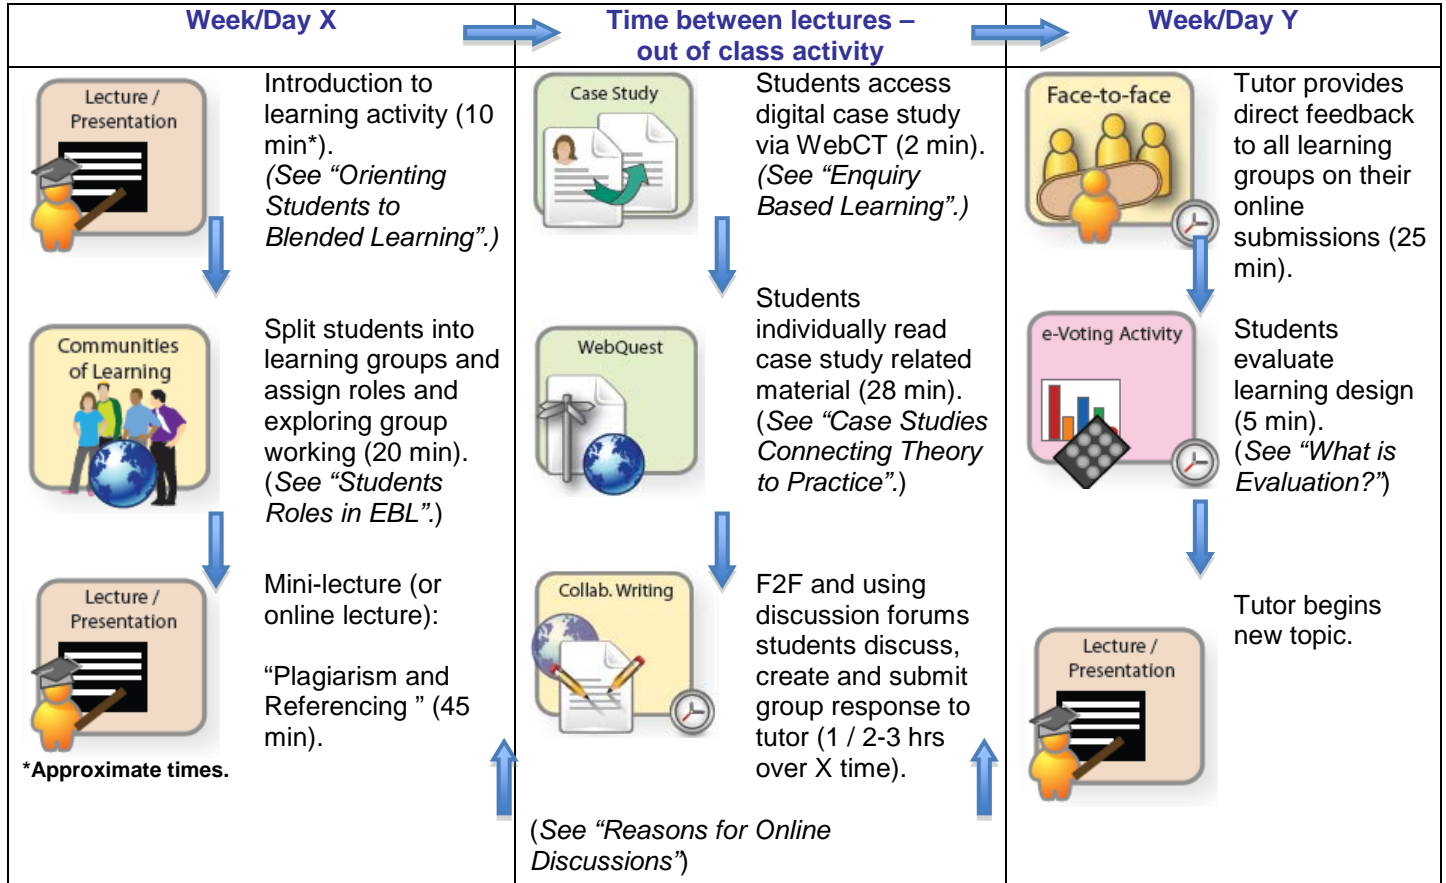 Week/Day X
Time between lectures –
out of class activity
Week/Day Y
Lecture /
Presentation
Introduction to
learning activity (10
min*).
(See “Orienting
Students to
Blended Learning”.)
Communities
of Learning
Split students into
learning groups and
assign roles and
exploring group
working (20 min).
(See “Students
Roles in EBL”.)
Lecture /
Presentation
Mini-lecture (or
online lecture):
“Plagiarism and
Referencing ” (45
min).
*Approximate times.
Case Study
Students access
digital case study
via WebCT (2 min).
(See “Enquiry
Based Learning”.)
WebQuest
Students
individually read
case study related
material (28 min).
(See “Case Studies
Connecting Theory
to Practice”.)
Collab. Writing
F2F and using
discussion forums
students discuss,
create and submit
group response to
tutor (1 / 2-3 hrs
over X time).
(See “Reasons for Online
Discussions”)
Face-to-face
Tutor provides
direct feedback
to all learning
groups on their
online
submissions (25
min).
e-Voting Activity
Students
evaluate
learning design
(5 min).
(See “What is
Evaluation?”)
Lecture /
Presentation
Tutor begins
new topic.